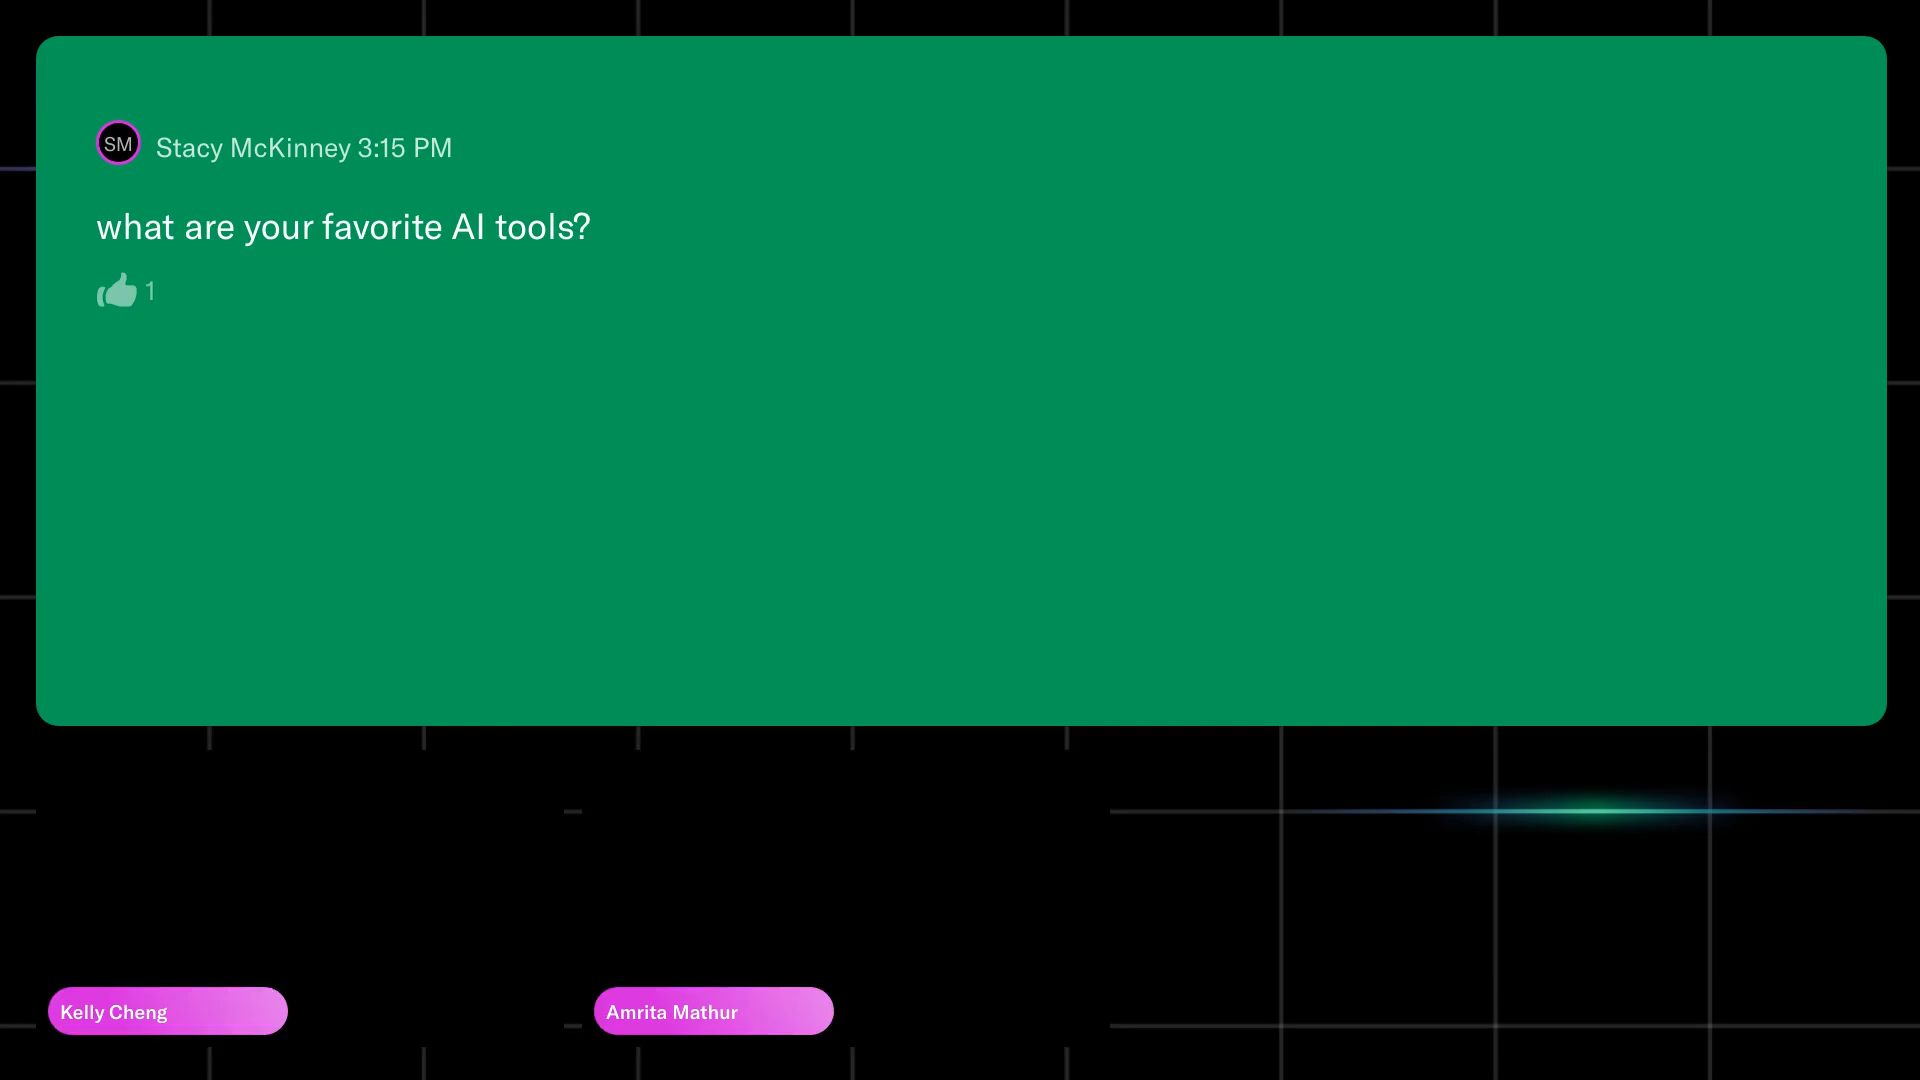 SM
Stacy McKinney 3:15 PM
what are your favorite AI tools?
1
Kelly Cheng
Amrita Mathur